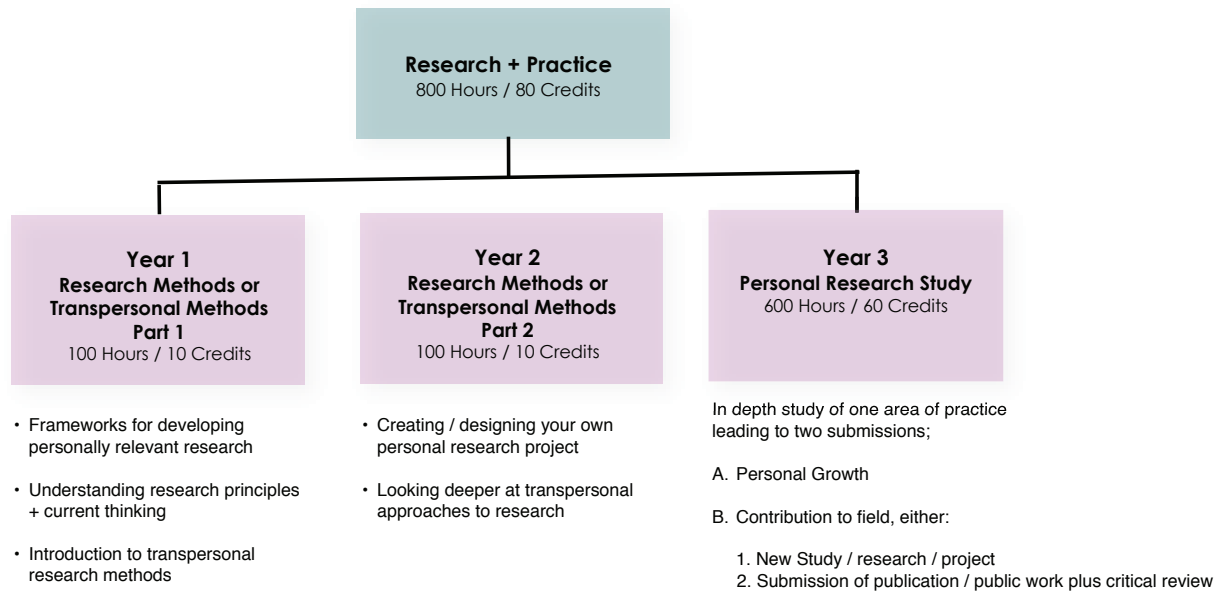 Research + Practice
800 Hours / 80 Credits
Year 1
Research Methods or
Transpersonal Methods
Part 1
100 Hours / 10 Credits
• Frameworks for developing
personally relevant research
• Understanding research principles
+ current thinking
• Introduction to transpersonal
research methods
Year 2
Research Methods or
Transpersonal Methods
Part 2
100 Hours / 10 Credits
• Creating / designing your own
personal research project
• Looking deeper at transpersonal
approaches to research
Year 3
Personal Research Study
600 Hours / 60 Credits
In depth study of one area of practice
leading to two submissions;
A. Personal Growth
B. Contribution to field, either:
1. New Study / research / project
2. Submission of publication / public work plus critical review